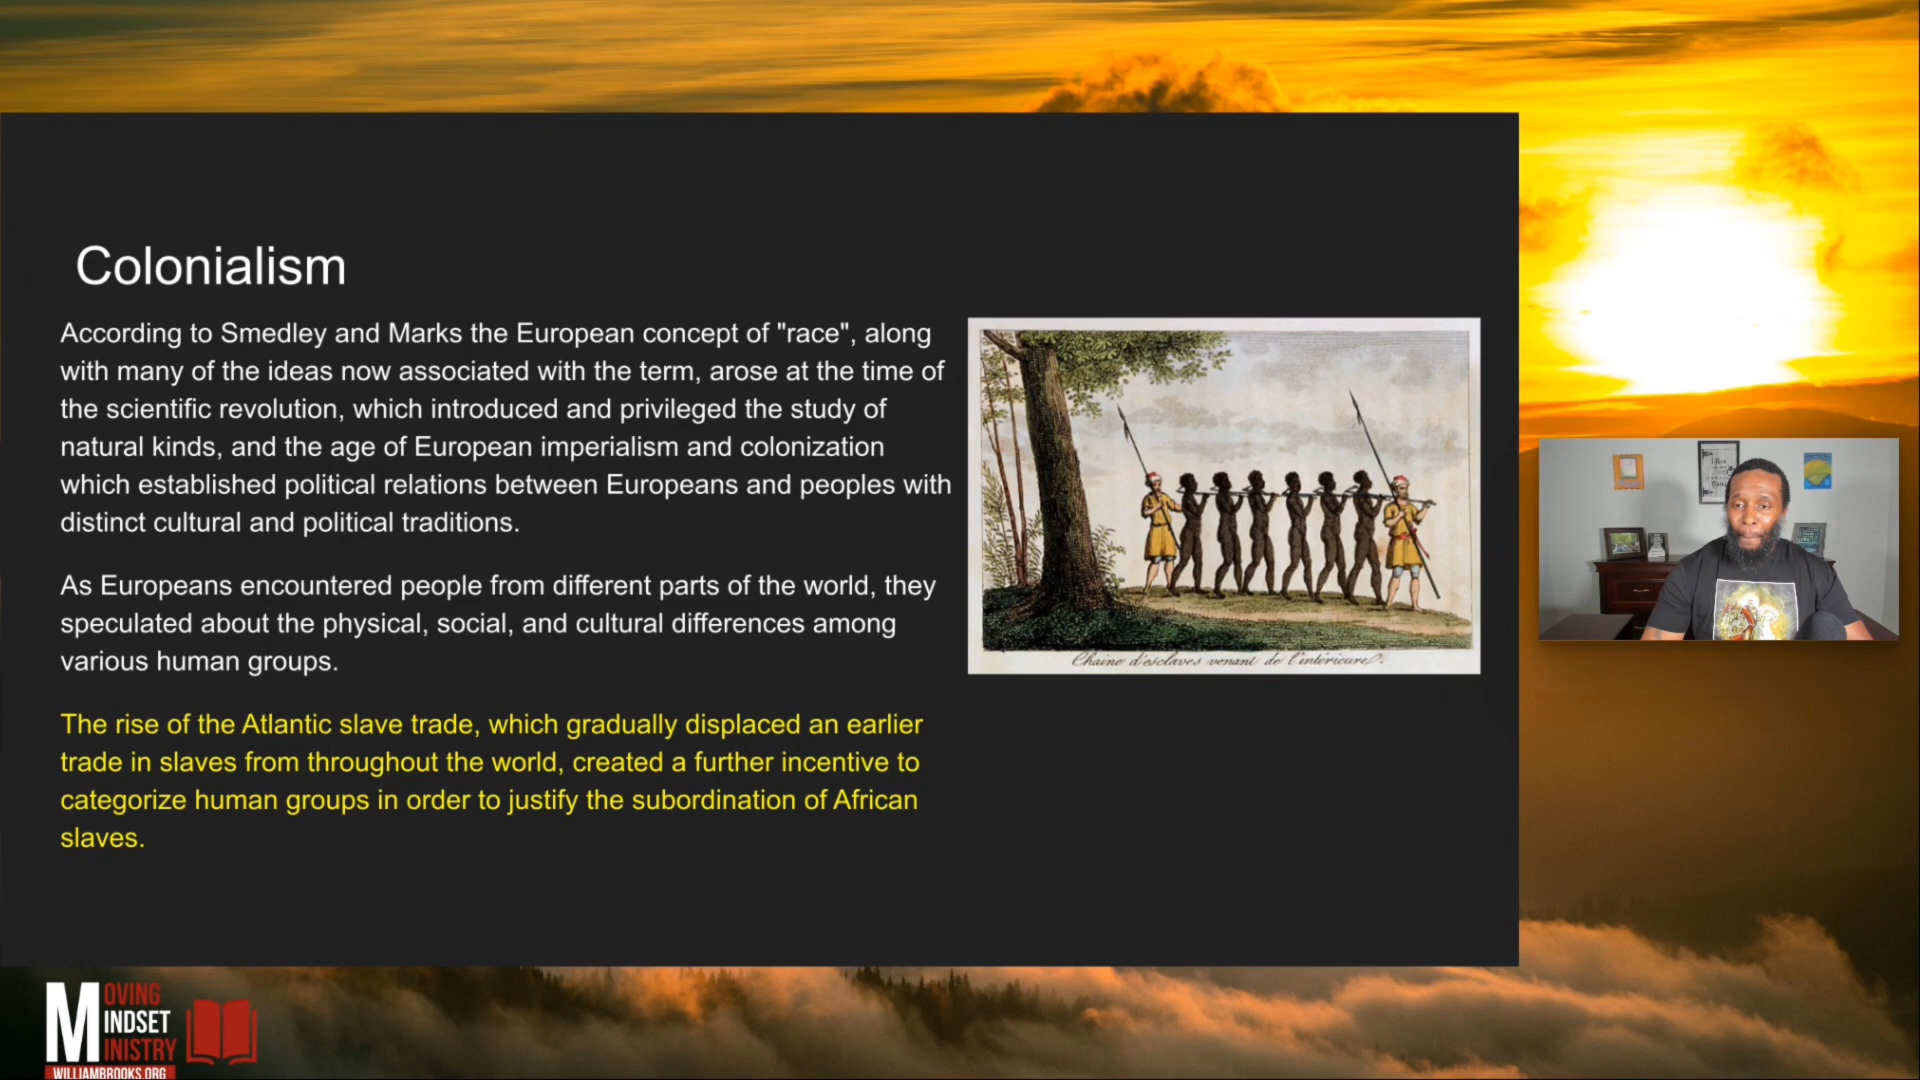 Colonialism
According to Smedley and Marks the European concept of "race", along
with many of the ideas now associated with the term, arose at the time of
the scientific revolution, which introduced and privileged the study of
natural kinds, and the age of European imperialism and colonization
which established political relations between Europeans and peoples with
distinct cultural and political traditions.
As Europeans encountered people from different parts of the world, they
speculated about the physical, social, and cultural differences among
various human groups.
The rise of the Atlantic slave trade, which gradually displaced an earlier
trade in slaves from throughout the world, created a further incentive to
categorize human groups in order to justify the subordination of African
slaves.
Chaine d'esclaves venant de l'intérieure.
MOVING
MINDSET
MINISTRY
WILLIAMBROOKS.ORG